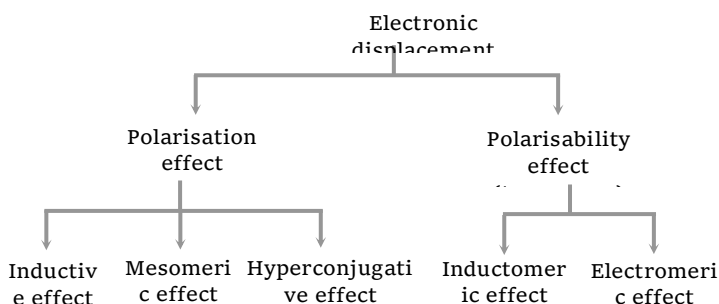 Electronic
displacement
Polarisation
effect
Polarisability
effect
Inductiv
e effect
Mesomeri
c effect
Hyperconjugati
ve effect
Inductomer
ic effect
Electromeri
c effect